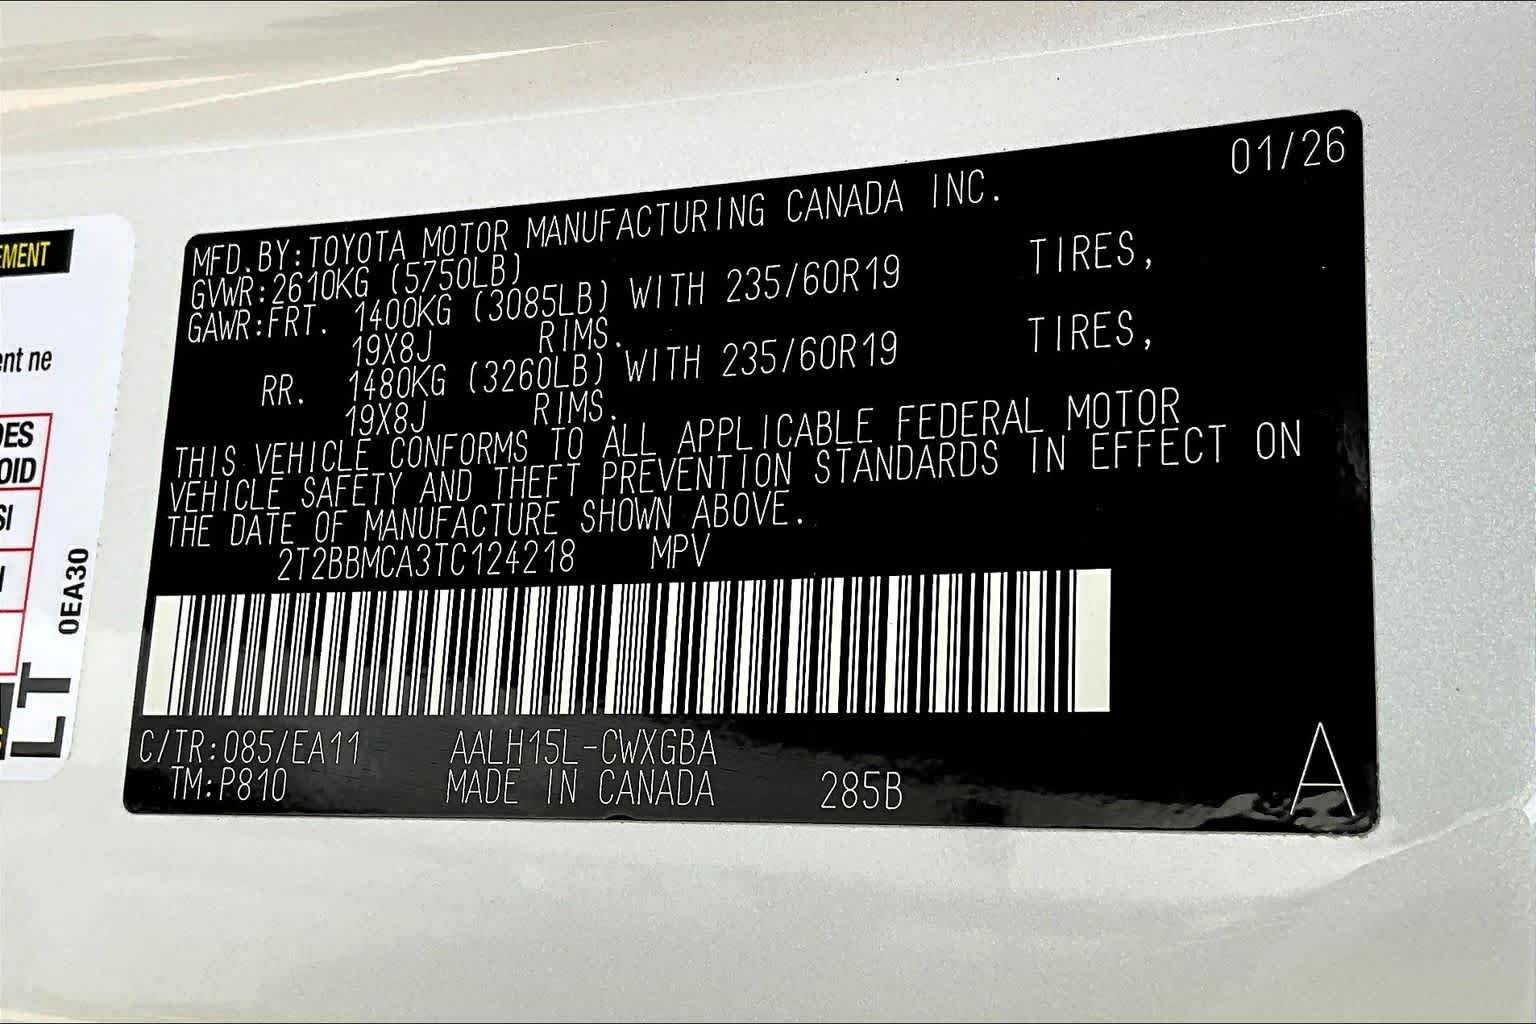 01/26
MFD.BY:TOYOTA MOTOR MANUFACTURING CANADA INC.
GVWR:2610KG (5750LB)
GAWR:FRT. 1400KG (3085LB) WITH 235/60R19 TIRES,
19X8J RIMS.
RR. 1480KG (3260LB) WITH 235/60R19 TIRES,
19X8J RIMS.
THIS VEHICLE CONFORMS TO ALL APPLICABLE FEDERAL MOTOR
VEHICLE SAFETY AND THEFT PREVENTION STANDARDS IN EFFECT ON
THE DATE OF MANUFACTURE SHOWN ABOVE.
2T2BBMCA3TC124218 MPV
C/TR:085/EA11 AALH15L-CWXGBA
TM:P810 MADE IN CANADA 285B
A
EMENT
ent ne
DES
OID
SI
0EA30
LT